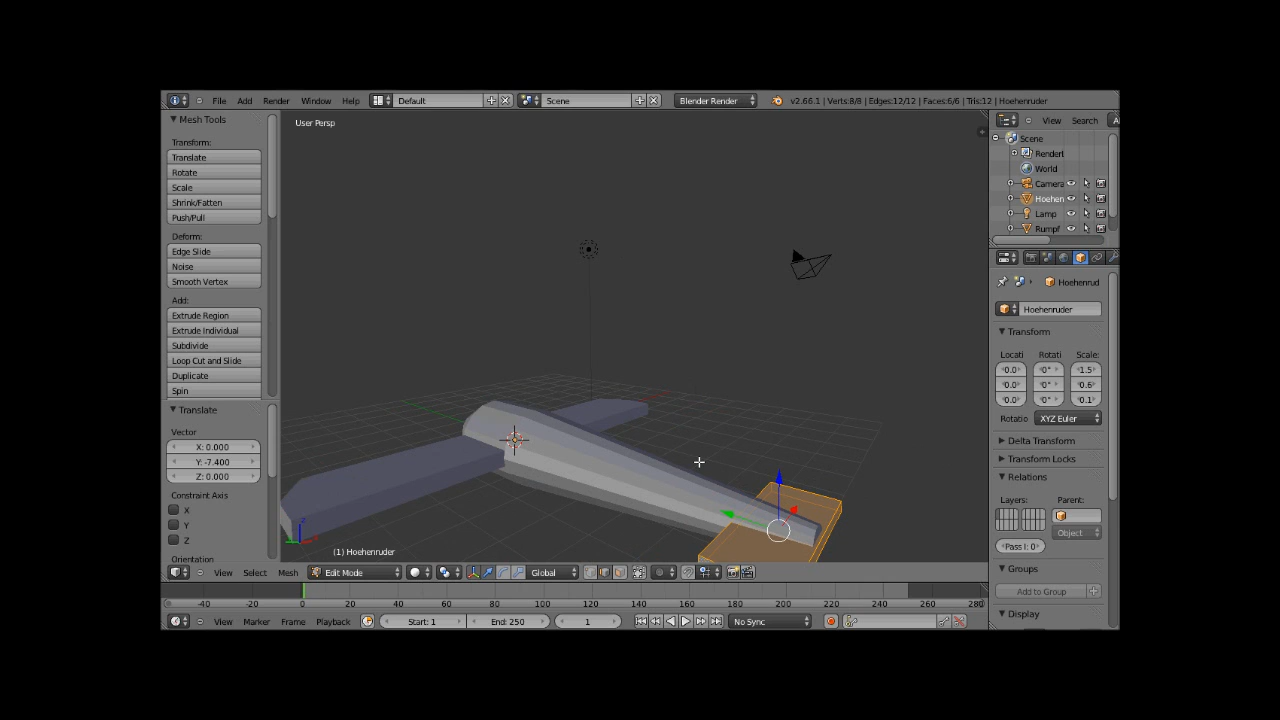 File Add Render Window Help Default Scene Blender Render v2.66.1 | Verts:8/8 | Edges:12/12 | Faces:6/6 | Tris:12 | Hoehenruder
Mesh Tools
Transform:
Translate
Rotate
Scale
Shrink/Fatten
Push/Pull
Deform:
Edge Slide
Noise
Smooth Vertex
Add:
Extrude Region
Extrude Individual
Subdivide
Loop Cut and Slide
Duplicate
Spin
Translate
Vector
X: 0.000
Y: -7.400
Z: 0.000
Constraint Axis
X
Y
Z
Orientation
User Persp
(1) Hoehenruder
View Select Mesh Edit Mode Global
-40 -20 0 20 40 60 80 100 120 140 160 180 200 220 240 260 280
View Marker Frame Playback Start: 1 End: 250 1 No Sync
View Search
Scene
Renderl
World
Camera
Hoehen
Lamp
Rumpf
Hoehenrud
Hoehenruder
Transform
Locati Rotati Scale:
0.0 0° 1.5
0.0 0° 0.6
0.0 0° 0.1
Rotatio XYZ Euler
Delta Transform
Transform Locks
Relations
Layers: Parent:
Object
Pass I: 0
Groups
Add to Group
Display